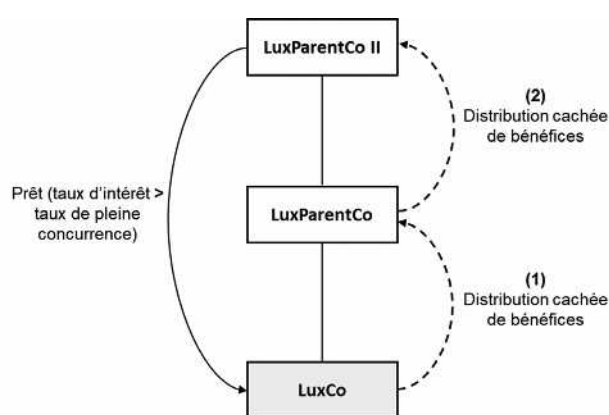 LuxParentCo II
(2)
Distribution cachée
de bénéfices
Prêt (taux d'intérêt >
taux de pleine
concurrence)
LuxParentCo
(1)
Distribution cachée
de bénéfices
LuxCo